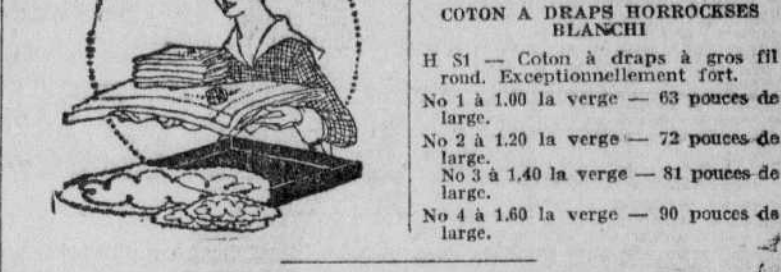 COTON A DRAPS HORROCKSES
BLANCHI
H S1 — Coton à draps à gros fil
rond. Exceptionnellement fort.
No 1 à 1.00 la verge — 63 pouces de
large.
No 2 à 1.20 la verge — 72 pouces de
large.
No 3 à 1.40 la verge — 81 pouces de
large.
No 4 à 1.60 la verge — 90 pouces de
large.